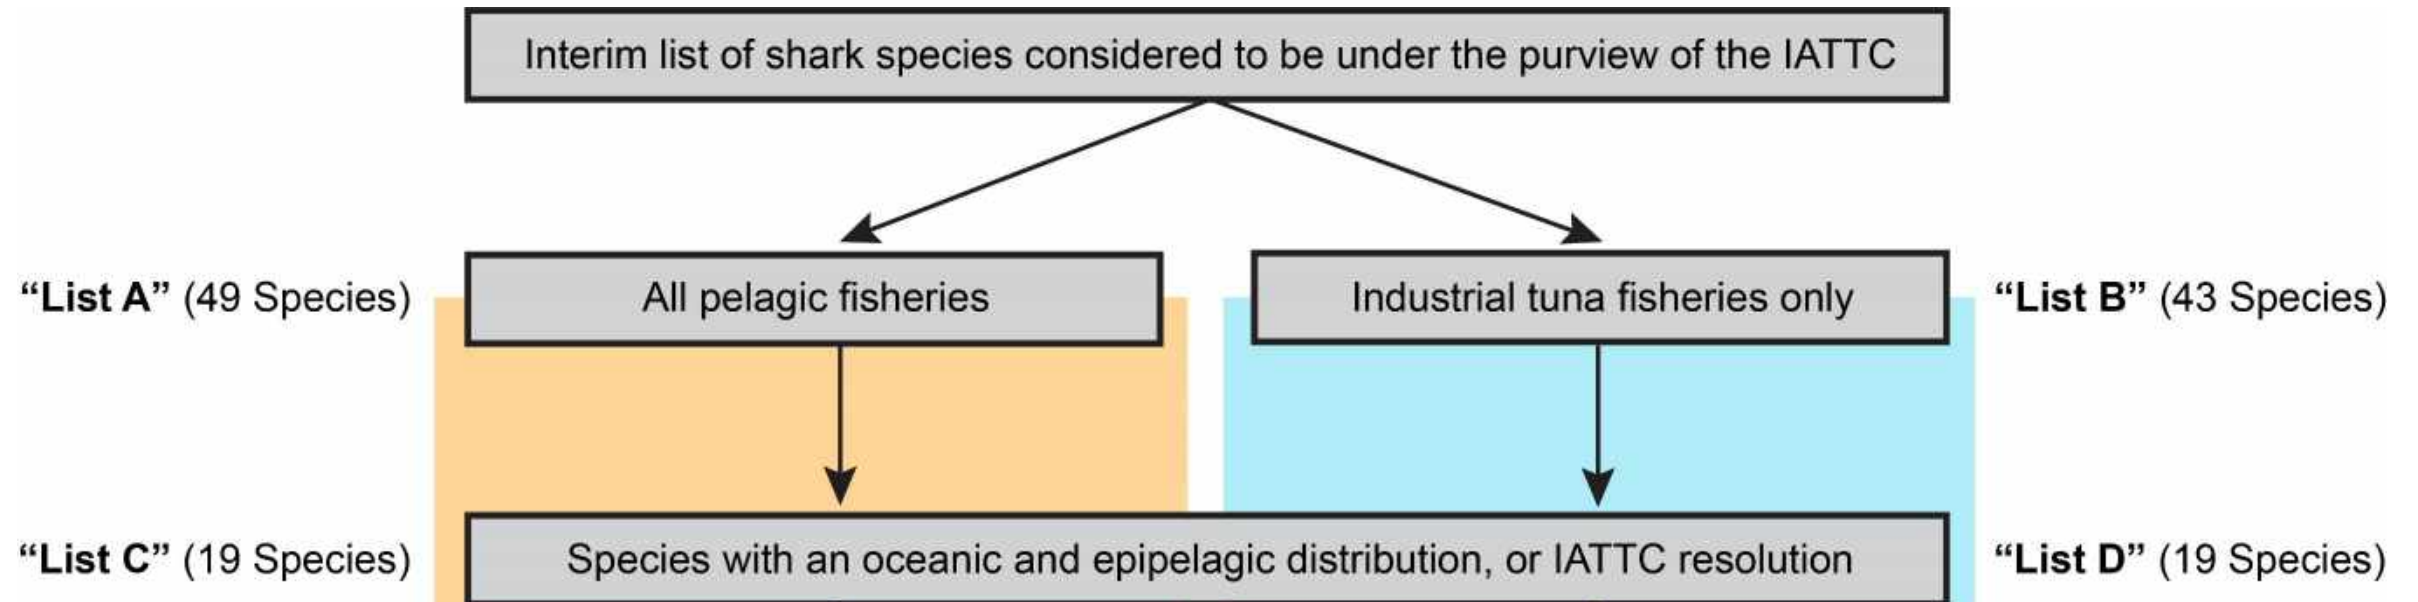 Interim list of shark species considered to be under the purview of the IATTC
“List A” (49 Species)
All pelagic fisheries
Industrial tuna fisheries only
“List B” (43 Species)
“List C” (19 Species)
Species with an oceanic and epipelagic distribution, or IATTC resolution
“List D” (19 Species)